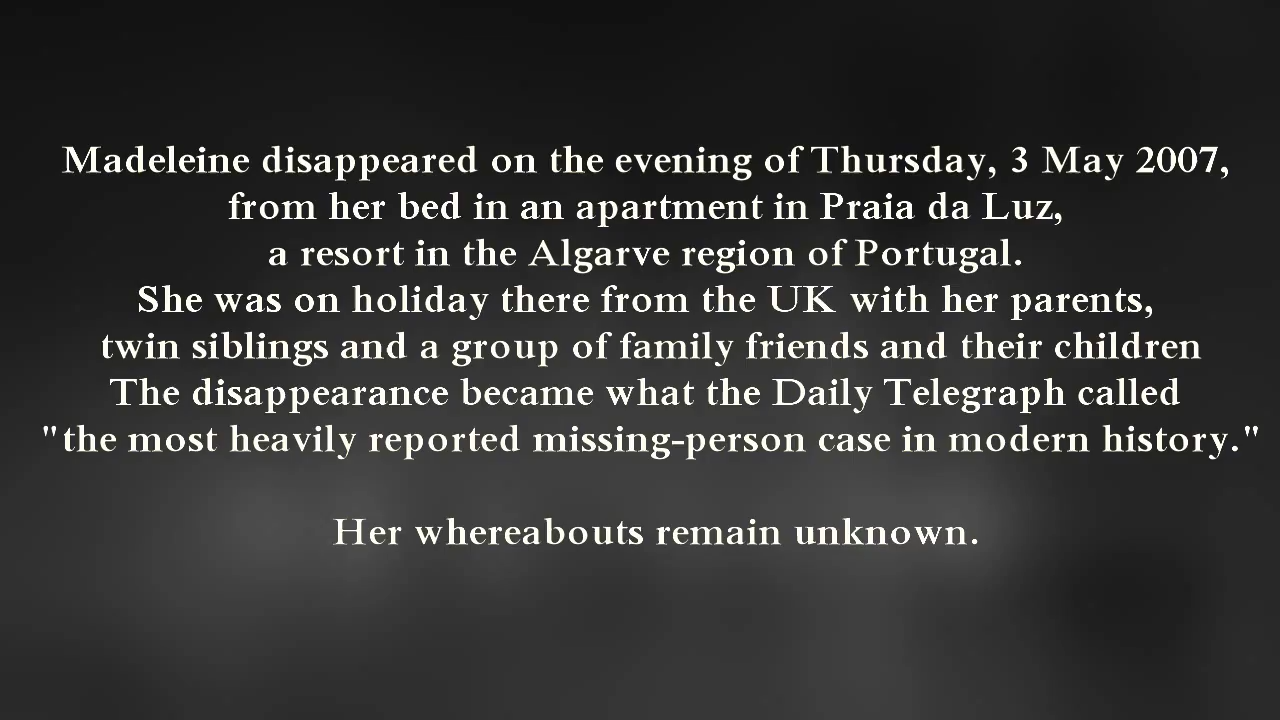 Madeleine disappeared on the evening of Thursday, 3 May 2007,
from her bed in an apartment in Praia da Luz,
a resort in the Algarve region of Portugal.
She was on holiday there from the UK with her parents,
twin siblings and a group of family friends and their children
The disappearance became what the Daily Telegraph called
"the most heavily reported missing-person case in modern history."
Her whereabouts remain unknown.